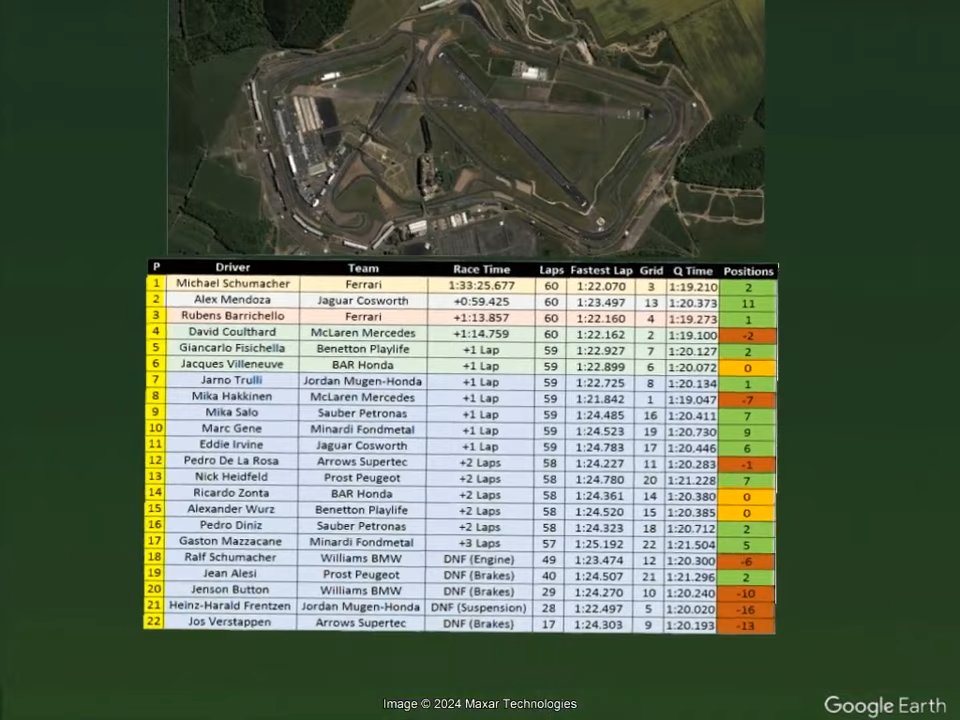 P Driver Team Race Time Laps Fastest Lap Grid Q Time Positions
1 Michael Schumacher Ferrari 1:33:25.677 60 1:22.070 3 1:19.210 2
2 Alex Mendoza Jaguar Cosworth +0:59.425 60 1:23.497 13 1:20.373 11
3 Rubens Barrichello Ferrari +1:13.857 60 1:22.160 4 1:19.273 1
4 David Coulthard McLaren Mercedes +1:14.759 60 1:22.162 2 1:19.100 -2
5 Giancarlo Fisichella Benetton Playlife +1 Lap 59 1:22.927 7 1:20.127 2
6 Jacques Villeneuve BAR Honda +1 Lap 59 1:22.899 6 1:20.072 0
7 Jarno Trulli Jordan Mugen-Honda +1 Lap 59 1:22.725 8 1:20.134 1
8 Mika Hakkinen McLaren Mercedes +1 Lap 59 1:21.842 1 1:19.047 -7
9 Mika Salo Sauber Petronas +1 Lap 59 1:24.485 16 1:20.411 7
10 Marc Gene Minardi Fondmetal +1 Lap 59 1:24.523 19 1:20.730 9
11 Eddie Irvine Jaguar Cosworth +1 Lap 59 1:24.783 17 1:20.446 6
12 Pedro De La Rosa Arrows Supertec +2 Laps 58 1:24.227 11 1:20.283 -1
13 Nick Heidfeld Prost Peugeot +2 Laps 58 1:24.780 20 1:21.228 7
14 Ricardo Zonta BAR Honda +2 Laps 58 1:24.361 14 1:20.380 0
15 Alexander Wurz Benetton Playlife +2 Laps 58 1:24.520 15 1:20.385 0
16 Pedro Diniz Sauber Petronas +2 Laps 58 1:24.323 18 1:20.712 2
17 Gaston Mazzacane Minardi Fondmetal +3 Laps 57 1:25.192 22 1:21.504 5
18 Ralf Schumacher Williams BMW DNF (Engine) 49 1:23.474 12 1:20.300 -6
19 Jean Alesi Prost Peugeot DNF (Brakes) 40 1:24.507 21 1:21.296 2
20 Jenson Button Williams BMW DNF (Brakes) 29 1:24.270 10 1:20.240 -10
21 Heinz-Harald Frentzen Jordan Mugen-Honda DNF (Suspension) 28 1:22.497 5 1:20.020 -16
22 Jos Verstappen Arrows Supertec DNF (Brakes) 17 1:24.303 9 1:20.193 -13
Image © 2024 Maxar Technologies
Google Earth